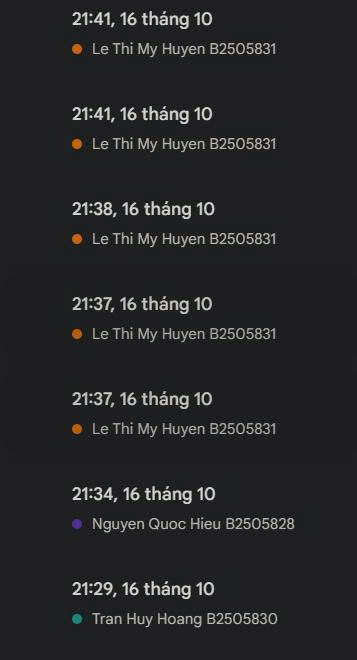 21:41, 16 tháng 10
Le Thi My Huyen B2505831
21:41, 16 tháng 10
Le Thi My Huyen B2505831
21:38, 16 tháng 10
Le Thi My Huyen B2505831
21:37, 16 tháng 10
Le Thi My Huyen B2505831
21:37, 16 tháng 10
Le Thi My Huyen B2505831
21:34, 16 tháng 10
Nguyen Quoc Hieu B2505828
21:29, 16 tháng 10
Tran Huy Hoang B2505830